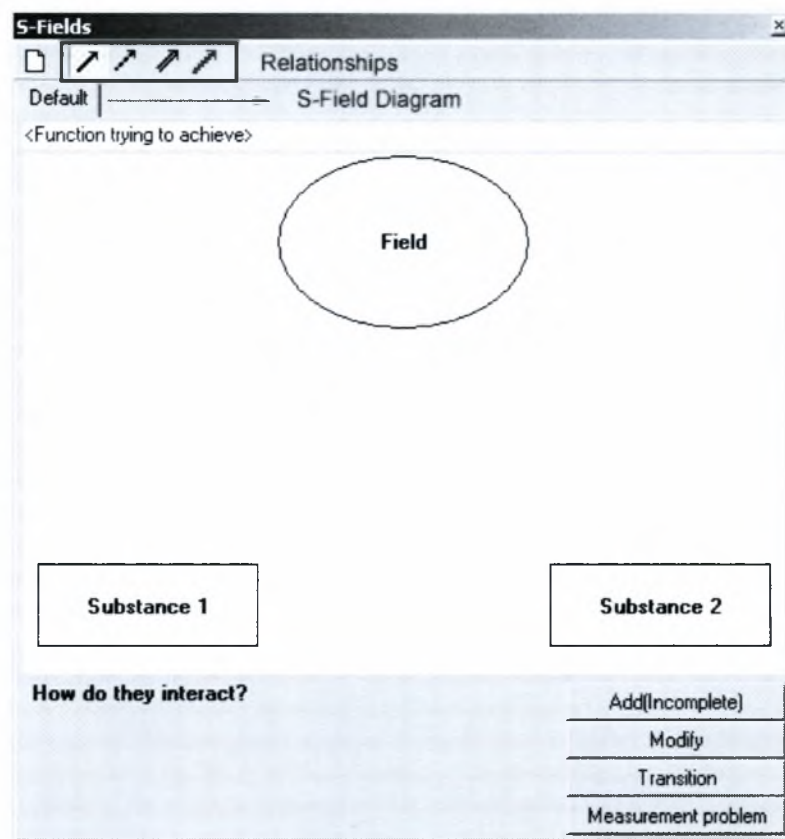 S-Fields
Relationships
Default
S-Field Diagram
<Function trying to achieve>
Field
Substance 1
Substance 2
How do they interact?
Add(Incomplete)
Modify
Transition
Measurement problem